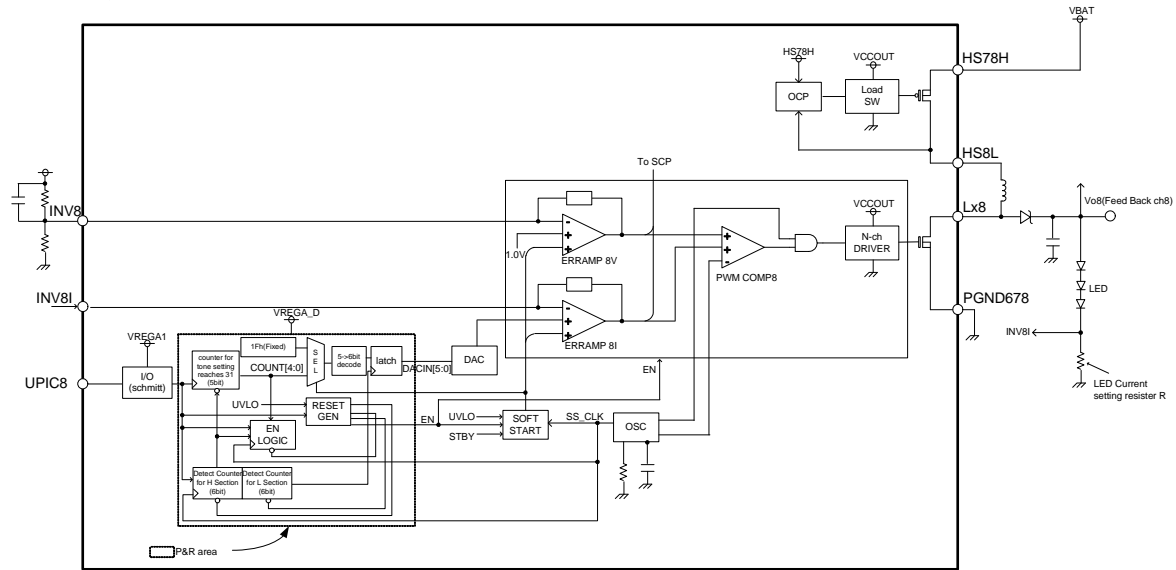 VBAT
HS78H
HS78H
VCCOUT
OCP
Load
SW
HS8L
To SCP
INV8
Lx8
Vo8(Feed Back ch8)
VCCOUT
-
+
+
1.0V
ERRAMP 8V
+
+
-
PWM COMP8
N-ch
DRIVER
LED
INV8I
PGND678
VREGA_D
-
+
+
ERRAMP 8I
INV8I
VREGA1
1Fh(Fixed)
S
E
L
5->6bit
decode
latch
DACIN[5:0]
DAC
counter for
tone setting
reaches 31
(5bit)
COUNT[4:0]
EN
UPIC8
I/O
(schmitt)
LED Current
setting register R
UVLO
RESET
GEN
EN
UVLO
STBY
SOFT
START
SS_CLK
OSC
EN
LOGIC
Detect Counter
for H Section
(6bit)
Detect Counter
for L Section
(6bit)
P&R area